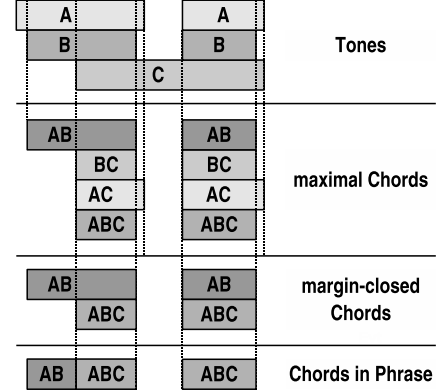 A A
B B Tones
C
AB AB
BC BC
maximal Chords
AC AC
ABC ABC
AB AB margin-closed
ABC ABC Chords
AB ABC ABC Chords in Phrase